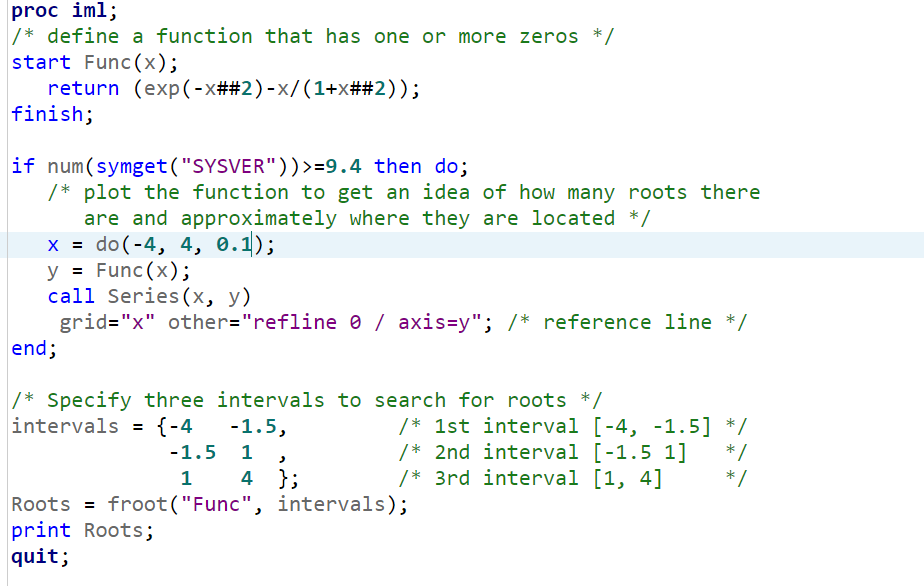 proc iml;
/* define a function that has one or more zeros */
start Func(x);
   return (exp(-x##2)-x/(1+x##2));
finish;

if num(symget("SYSVER"))>=9.4 then do;
   /* plot the function to get an idea of how many roots there
      are and approximately where they are located */
   x = do(-4, 4, 0.1);
   y = Func(x);
   call Series(x, y)
    grid="x" other="refline 0 / axis=y"; /* reference line */
end;

/* Specify three intervals to search for roots */
intervals = {-4   -1.5,         /* 1st interval [-4, -1.5] */
             -1.5  1  ,         /* 2nd interval [-1.5 1]   */
              1    4  };        /* 3rd interval [1, 4]     */
Roots = froot("Func", intervals);
print Roots;
quit;